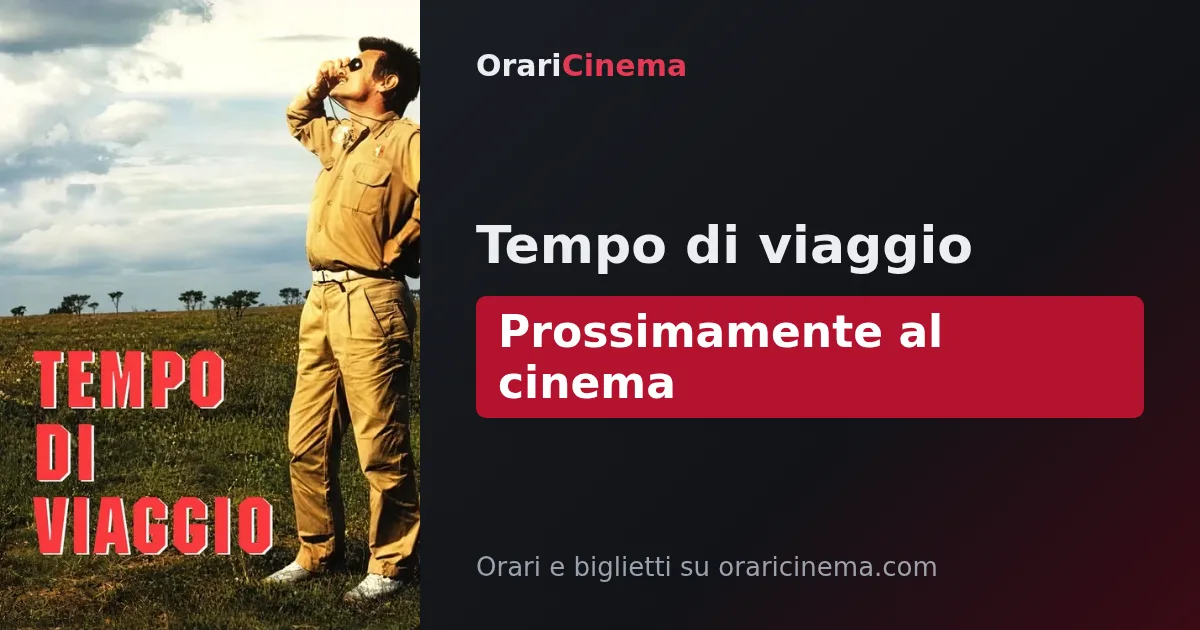 TEMPO
DI
VIAGGIO
OrariCinema
Tempo di viaggio
Prossimamente al
cinema
Orari e biglietti su oraricinema.com